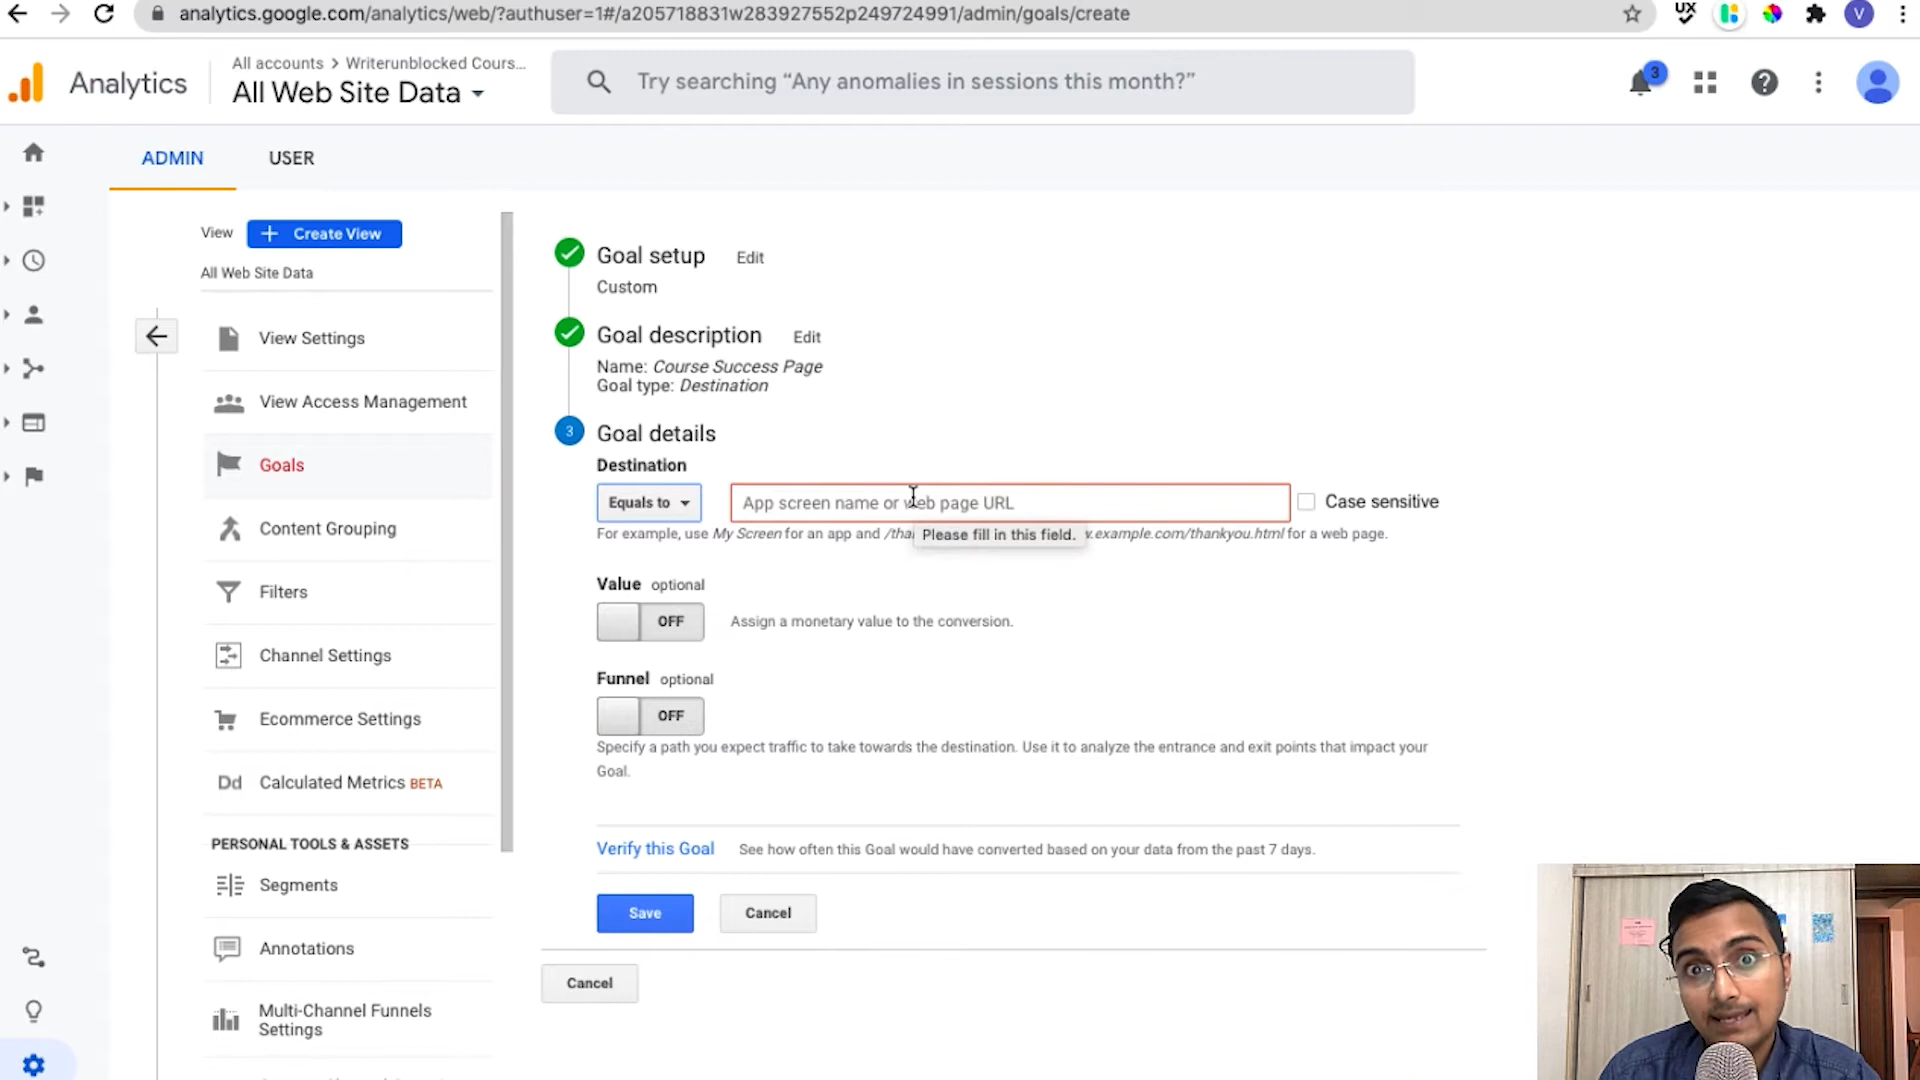 analytics.google.com/analytics/web/?authuser=1#/a205718831w283927552p249724991/admin/goals/create
UX
V
Analytics
All accounts > Writerunblocked Cours...
All Web Site Data
Try searching “Any anomalies in sessions this month?”
3
ADMIN
USER
View
+ Create View
All Web Site Data
View Settings
View Access Management
Goals
Content Grouping
Filters
Channel Settings
Ecommerce Settings
Dd Calculated Metrics BETA
PERSONAL TOOLS & ASSETS
Segments
Annotations
Multi-Channel Funnels
Settings
Goal setup Edit
Custom
Goal description Edit
Name: Course Success Page
Goal type: Destination
3 Goal details
Destination
Equals to
App screen name or web page URL
Case sensitive
For example, use My Screen for an app and /tha
Please fill in this field.
.example.com/thankyou.html for a web page.
Value optional
OFF
Assign a monetary value to the conversion.
Funnel optional
OFF
Specify a path you expect traffic to take towards the destination. Use it to analyze the entrance and exit points that impact your
Goal.
Verify this Goal See how often this Goal would have converted based on your data from the past 7 days.
Save
Cancel
Cancel